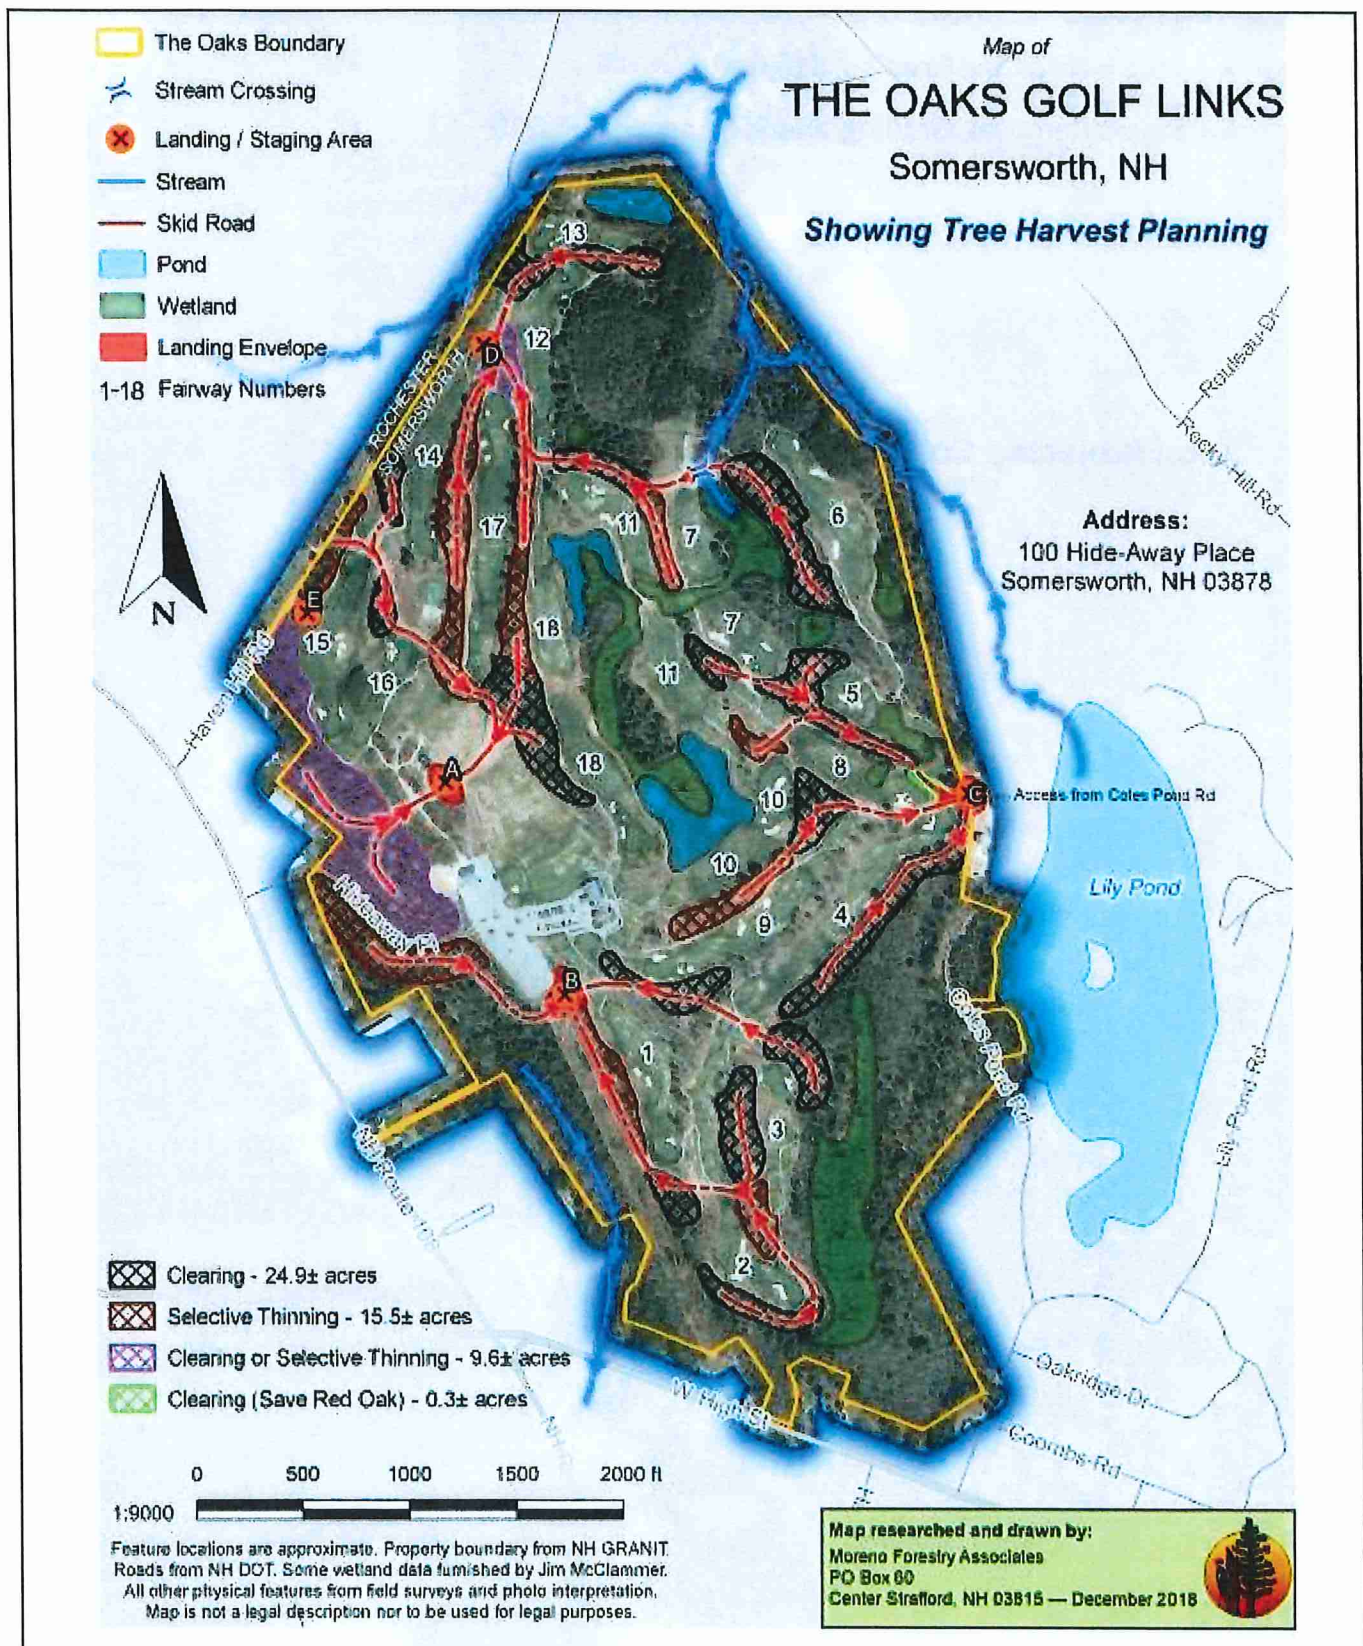 The Oaks Boundary
Stream Crossing
Landing / Staging Area
Stream
Skid Road
Pond
Wetland
Landing Envelope
1-18 Fairway Numbers
Map of
THE OAKS GOLF LINKS
Somersworth, NH
Showing Tree Harvest Planning
Address:
100 Hide-Away Place
Somersworth, NH 03878
N
ROCHESTER
SOMERSWORTH
Rouleau-Dr
Rocky-Hill-Rd
13
12
D
14
17
11
7
6
E
15
16
18
7
11
5
A
18
8
10
C
Access from Coles Pond Rd
10
9
4
Lily Pond
Hideaway-Pl
B
1
3
2
Coles Pond Rd
Lily Pond Rd
W High St
Oakridge-Dr
Coombs-Rd
Clearing - 24.9± acres
Selective Thinning - 15.5± acres
Clearing or Selective Thinning - 9.6± acres
Clearing (Save Red Oak) - 0.3± acres
0 500 1000 1500 2000 ft
1:9000
Feature locations are approximate. Property boundary from NH GRANIT.
Roads from NH DOT. Some wetland data furnished by Jim McClammer.
All other physical features from field surveys and photo interpretation.
Map is not a legal description nor to be used for legal purposes.
Map researched and drawn by:
Moreno Forestry Associates
PO Box 60
Center Strafford, NH 03815 — December 2018